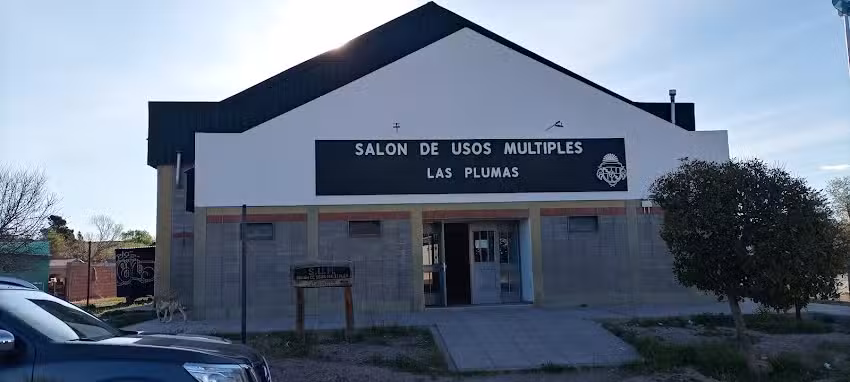 SALON DE USOS MULTIPLES
LAS PLUMAS
S.U.M.